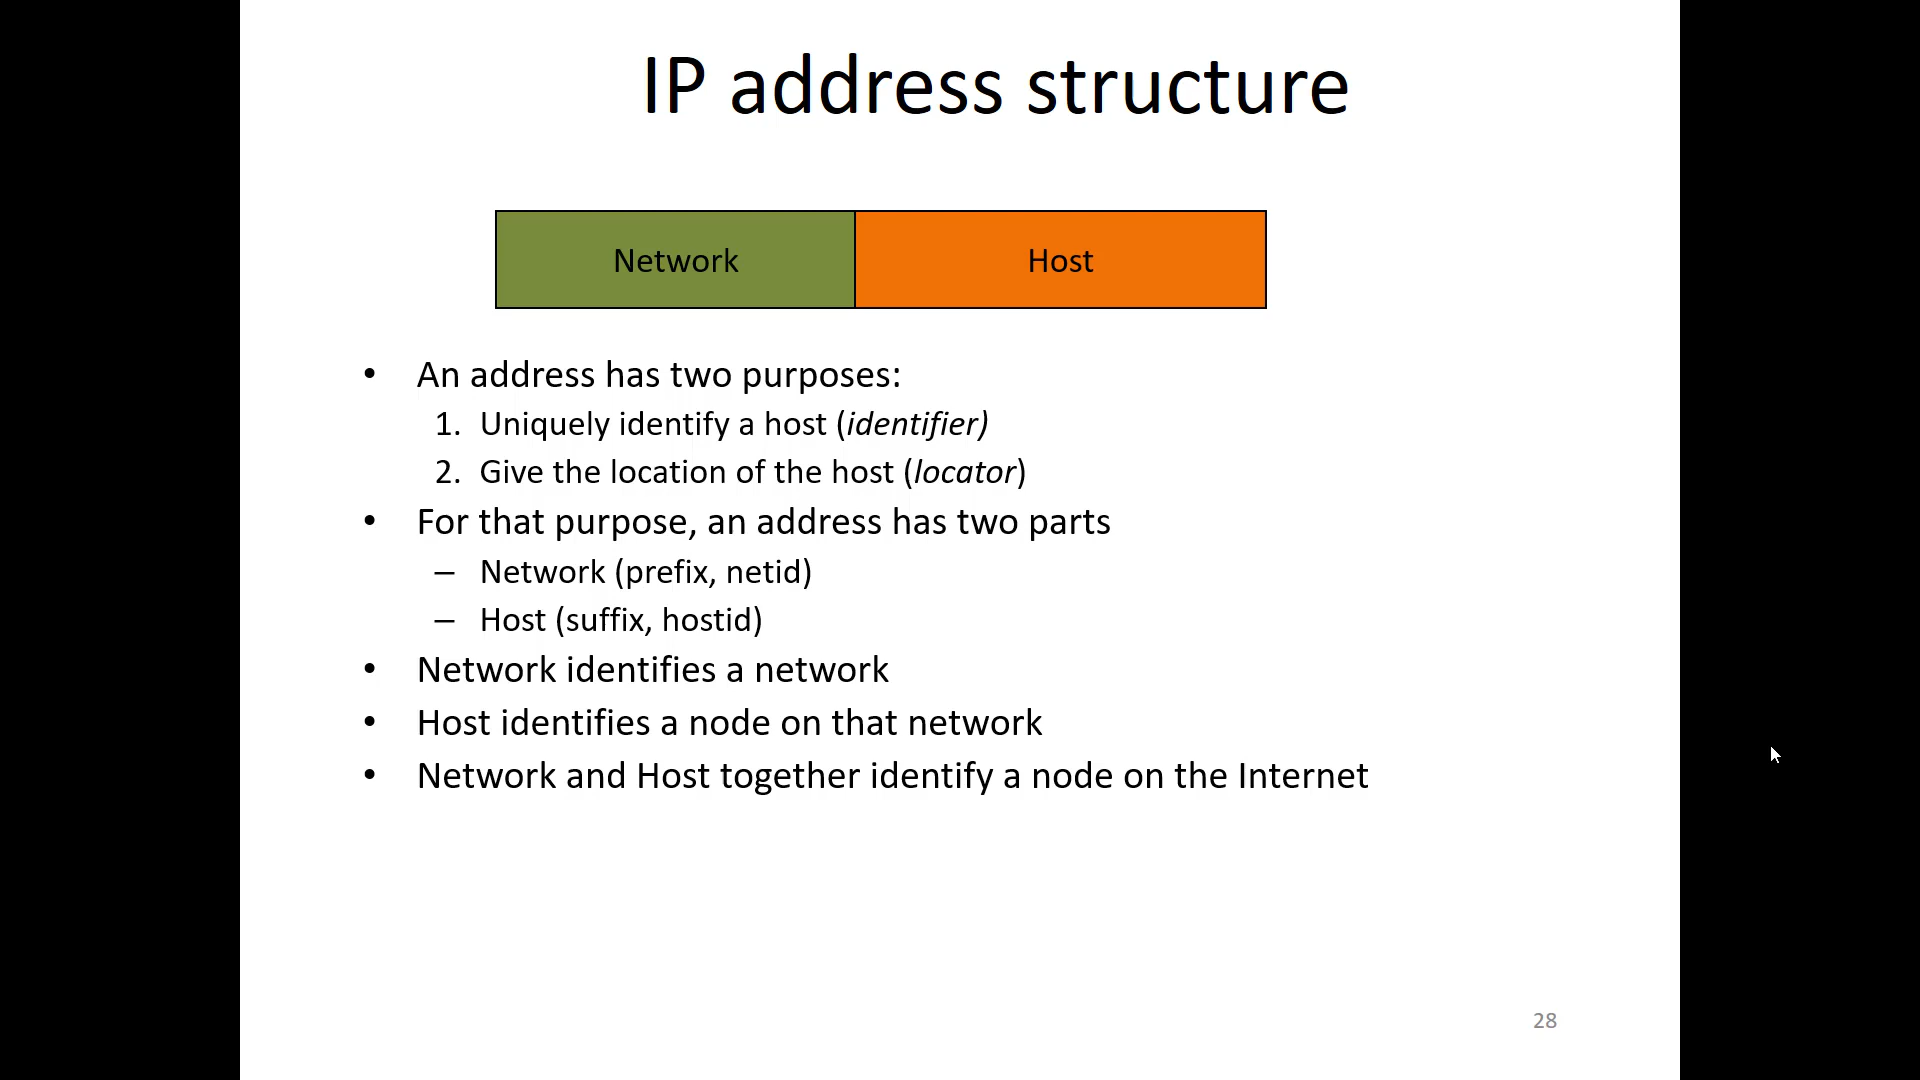 IP address structure
Network
Host
• An address has two purposes:
1. Uniquely identify a host (identifier)
2. Give the location of the host (locator)
• For that purpose, an address has two parts
– Network (prefix, netid)
– Host (suffix, hostid)
• Network identifies a network
• Host identifies a node on that network
• Network and Host together identify a node on the Internet
28